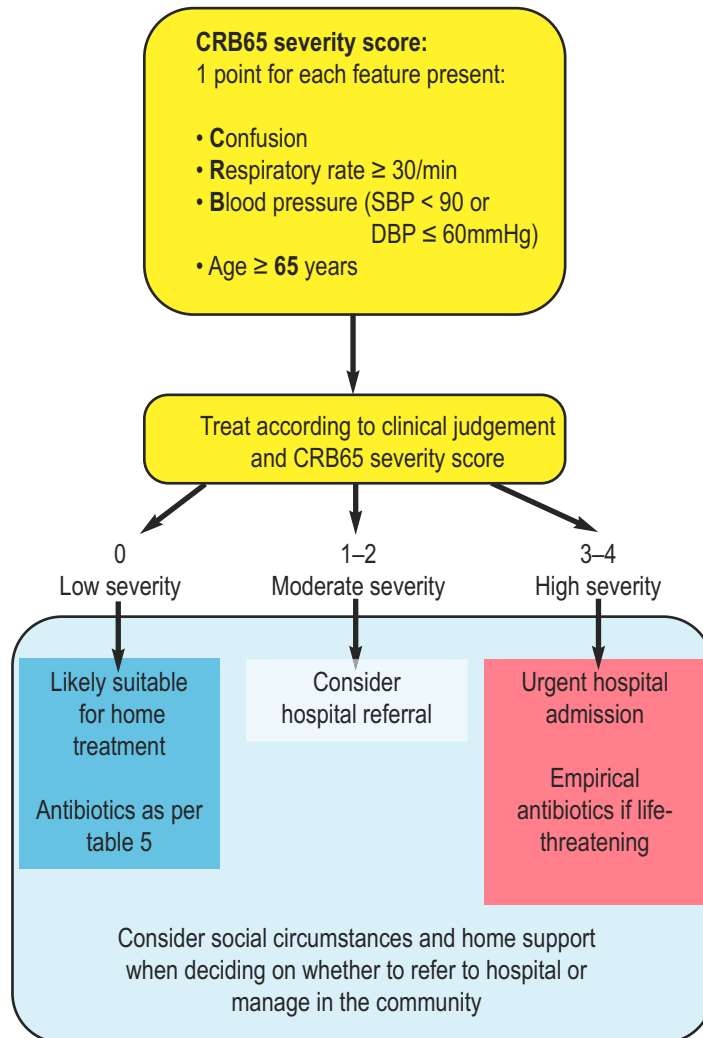 CRB65 severity score:
1 point for each feature present:
• Confusion
• Respiratory rate ≥ 30/min
• Blood pressure (SBP < 90 or
DBP ≤ 60mmHg)
• Age ≥ 65 years
Treat according to clinical judgement
and CRB65 severity score
0
Low severity
1–2
Moderate severity
3–4
High severity
Likely suitable
for home
treatment
Antibiotics as per
table 5
Consider
hospital referral
Urgent hospital
admission
Empirical
antibiotics if life-
threatening
Consider social circumstances and home support
when deciding on whether to refer to hospital or
manage in the community